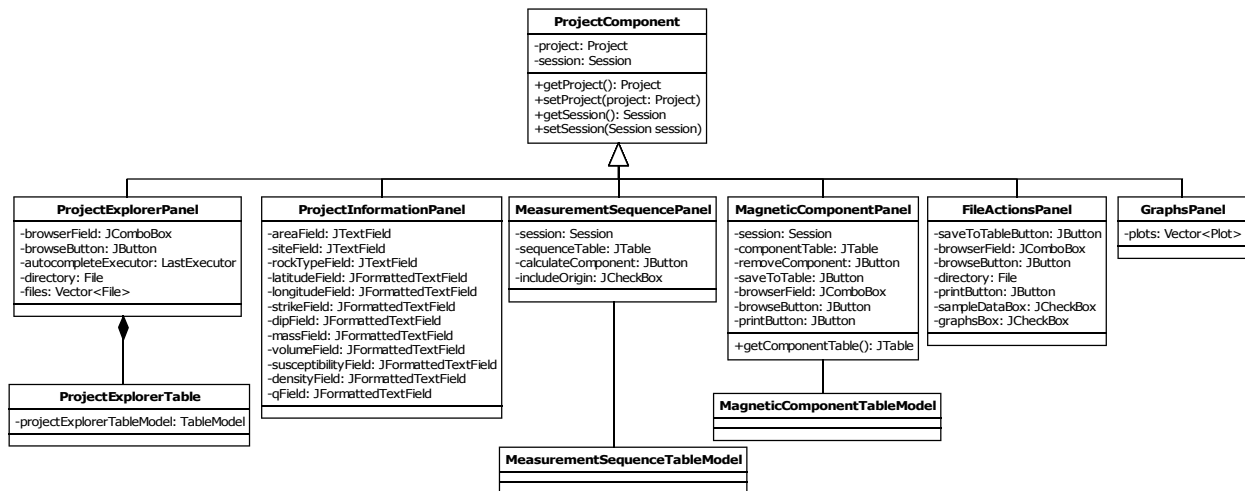 ProjectComponent
-project: Project
-session: Session
+getProject(): Project
+setProject(project: Project)
+getSession(): Session
+setSession(Session session)
ProjectExplorerPanel
-browserField: JComboBox
-browseButton: JButton
-autocompleteExecutor: LastExecutor
-directory: File
-files: Vector<File>
ProjectInformationPanel
-areaField: JTextField
-siteField: JTextField
-rockTypeField: JTextField
-latitudeField: JFormattedTextField
-longitudeField: JFormattedTextField
-strikeField: JFormattedTextField
-dipField: JFormattedTextField
-massField: JFormattedTextField
-volumeField: JFormattedTextField
-susceptibilityField: JFormattedTextField
-densityField: JFormattedTextField
-qField: JFormattedTextField
MeasurementSequencePanel
-session: Session
-sequenceTable: JTable
-calculateComponent: JButton
-includeOrigin: JCheckBox
MagneticComponentPanel
-session: Session
-componentTable: JTable
-removeComponent: JButton
-saveToTable: JButton
-browserField: JComboBox
-browseButton: JButton
-printButton: JButton
+getComponentTable(): JTable
FileActionsPanel
-saveToTableButton: JButton
-browserField: JComboBox
-browseButton: JButton
-directory: File
-printButton: JButton
-sampleDataBox: JCheckBox
-graphsBox: JCheckBox
GraphsPanel
-plots: Vector<Plot>
ProjectExplorerTable
-projectExplorerTableModel: TableModel
MagneticComponentTableModel
MeasurementSequenceTableModel